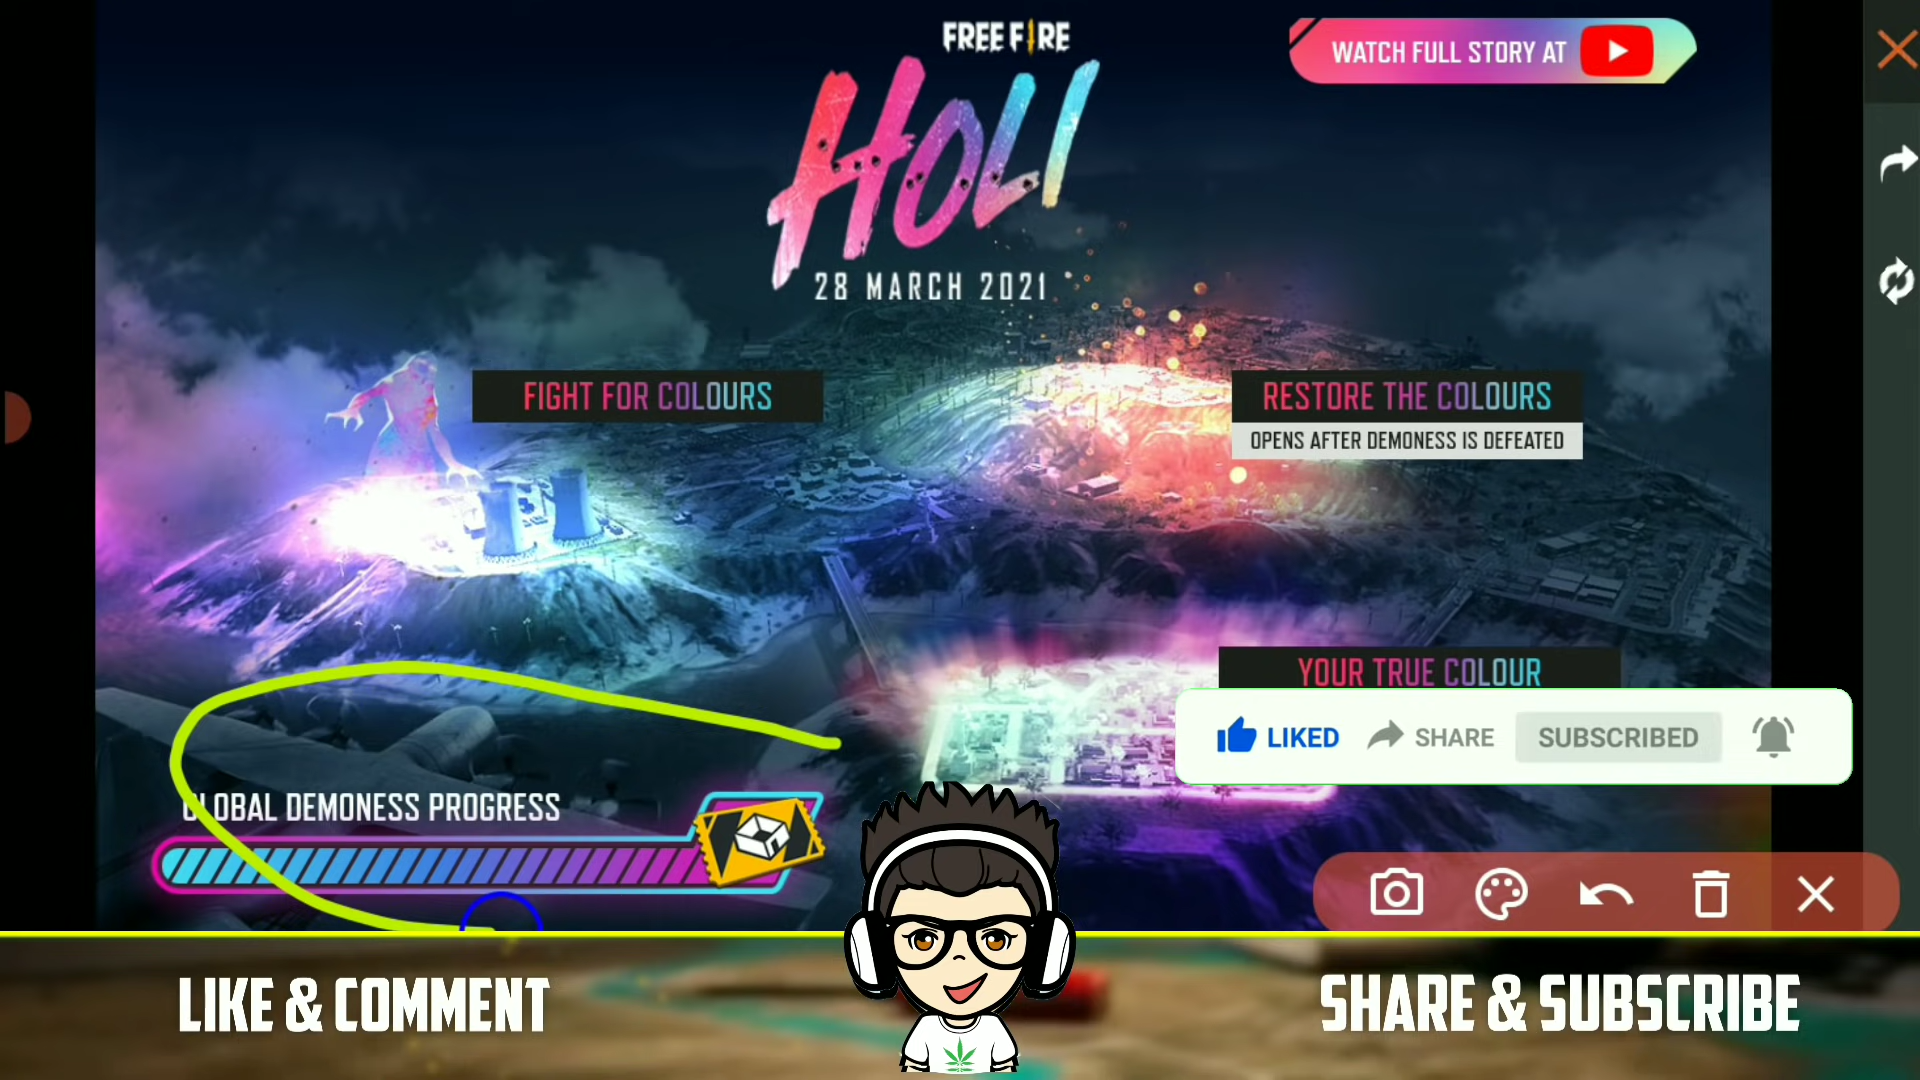 FREE FIRE
HOLI
28 MARCH 2021
WATCH FULL STORY AT
FIGHT FOR COLOURS
RESTORE THE COLOURS
OPENS AFTER DEMONESS IS DEFEATED
YOUR TRUE COLOUR
LIKED SHARE SUBSCRIBED
GLOBAL DEMONESS PROGRESS
LIKE & COMMENT
SHARE & SUBSCRIBE